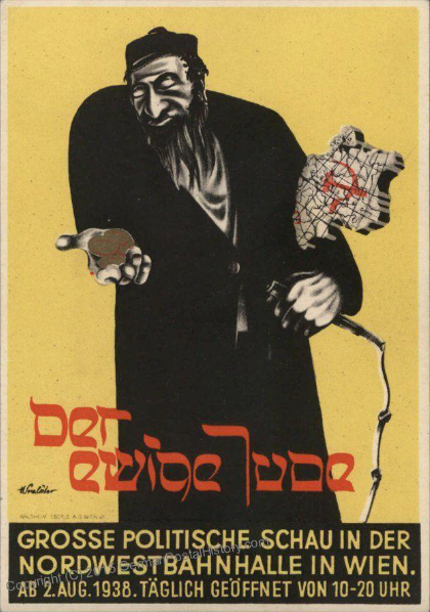 Der
ewige Jude
GROSSE POLITISCHE SCHAU IN DER
NORDWESTBAHNHALLE IN WIEN.
AB 2. AUG. 1938. TÄGLICH GEÖFFNET VON 10-20 UHR